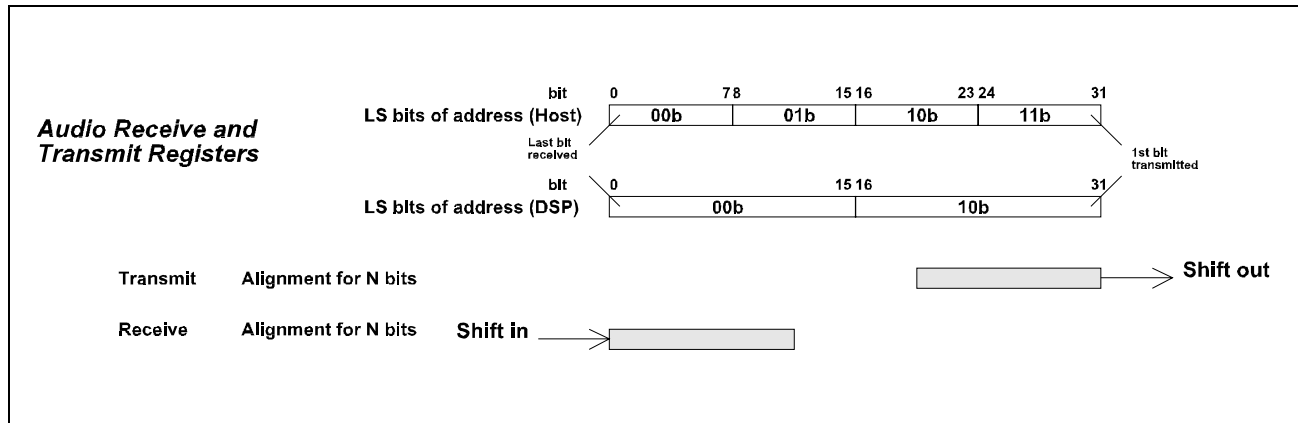 bit 0 7 8 15 16 23 24 31
LS bits of address (Host) 00b 01b 10b 11b
Audio Receive and
Transmit Registers
Last bit
received
1st bit
transmitted
bit 0 15 16 31
LS bits of address (DSP) 00b 10b
Transmit Alignment for N bits Shift out
Receive Alignment for N bits Shift in